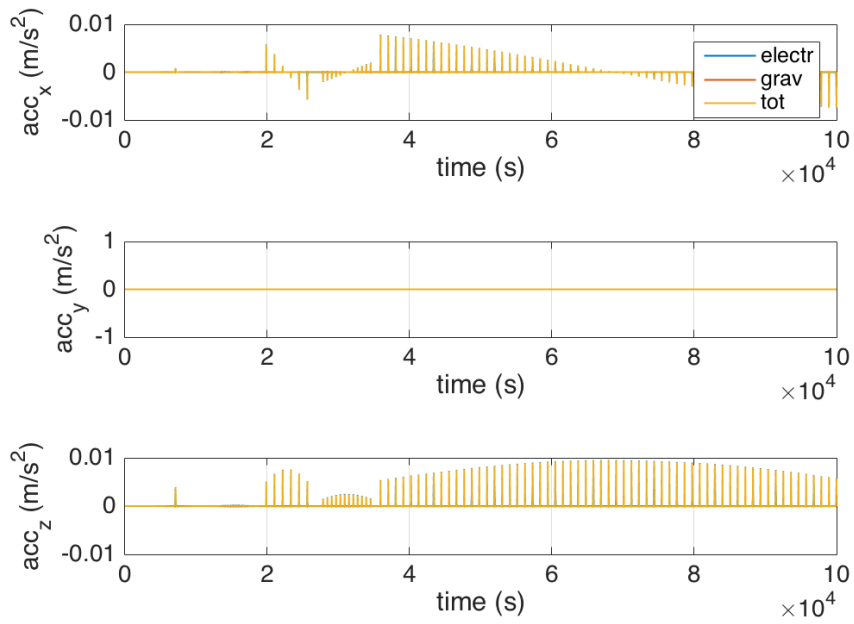 acc_x (m/s^2)
0.01
0
-0.01
electr
grav
tot
0 2 4 6 8 10
time (s)
×10^4
acc_y (m/s^2)
1
0
-1
0 2 4 6 8 10
time (s)
×10^4
acc_z (m/s^2)
0.01
0
-0.01
0 2 4 6 8 10
time (s)
×10^4